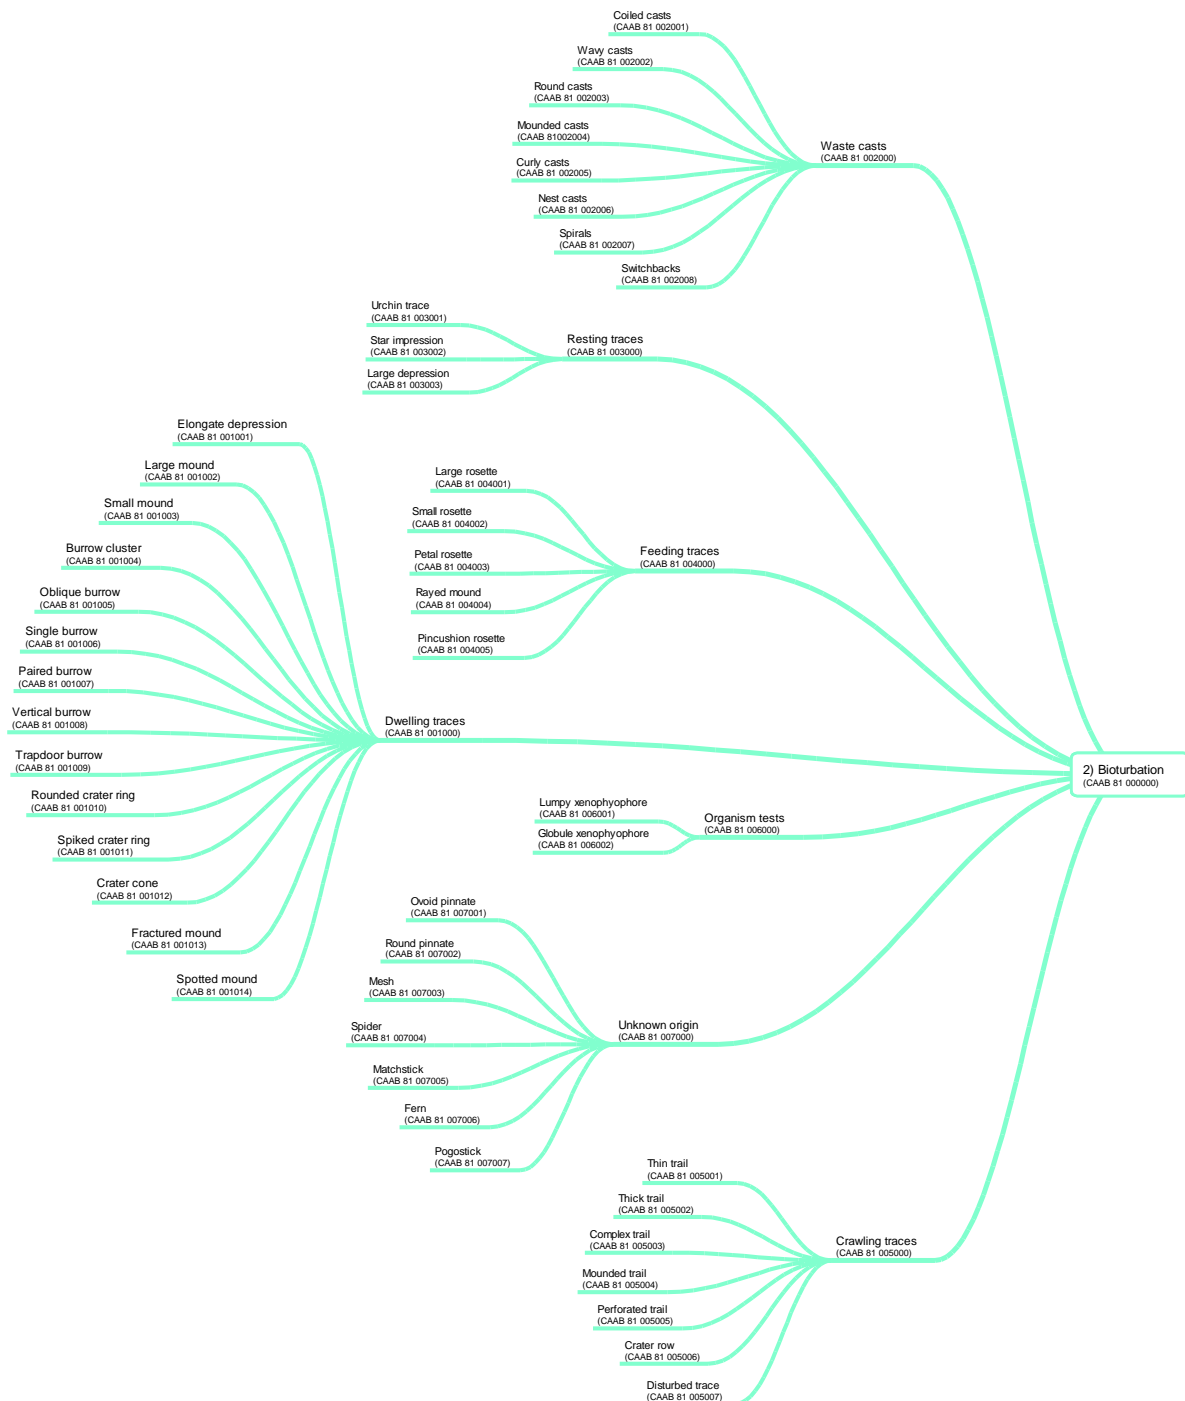 Coiled casts
(CAAB 81 002001)
Wavy casts
(CAAB 81 002002)
Round casts
(CAAB 81 002003)
Mounded casts
(CAAB 81002004)
Curly casts
(CAAB 81 002005)
Nest casts
(CAAB 81 002006)
Spirals
(CAAB 81 002007)
Switchbacks
(CAAB 81 002008)
Waste casts
(CAAB 81 002000)
Urchin trace
(CAAB 81 003001)
Star impression
(CAAB 81 003002)
Large depression
(CAAB 81 003003)
Resting traces
(CAAB 81 003000)
Large rosette
(CAAB 81 004001)
Small rosette
(CAAB 81 004002)
Petal rosette
(CAAB 81 004003)
Rayed mound
(CAAB 81 004004)
Pincushion rosette
(CAAB 81 004005)
Feeding traces
(CAAB 81 004000)
Elongate depression
(CAAB 81 001001)
Large mound
(CAAB 81 001002)
Small mound
(CAAB 81 001003)
Burrow cluster
(CAAB 81 001004)
Oblique burrow
(CAAB 81 001005)
Single burrow
(CAAB 81 001006)
Paired burrow
(CAAB 81 001007)
Vertical burrow
(CAAB 81 001008)
Trapdoor burrow
(CAAB 81 001009)
Rounded crater ring
(CAAB 81 001010)
Spiked crater ring
(CAAB 81 001011)
Crater cone
(CAAB 81 001012)
Fractured mound
(CAAB 81 001013)
Spotted mound
(CAAB 81 001014)
Dwelling traces
(CAAB 81 001000)
2) Bioturbation
(CAAB 81 000000)
Lumpy xenophyophore
(CAAB 81 006001)
Globule xenophyophore
(CAAB 81 006002)
Organism tests
(CAAB 81 006000)
Ovoid pinnate
(CAAB 81 007001)
Round pinnate
(CAAB 81 007002)
Mesh
(CAAB 81 007003)
Spider
(CAAB 81 007004)
Matchstick
(CAAB 81 007005)
Fern
(CAAB 81 007006)
Pogostick
(CAAB 81 007007)
Unknown origin
(CAAB 81 007000)
Thin trail
(CAAB 81 005001)
Thick trail
(CAAB 81 005002)
Complex trail
(CAAB 81 005003)
Mounded trail
(CAAB 81 005004)
Perforated trail
(CAAB 81 005005)
Crater row
(CAAB 81 005006)
Disturbed trace
(CAAB 81 005007)
Crawling traces
(CAAB 81 005000)